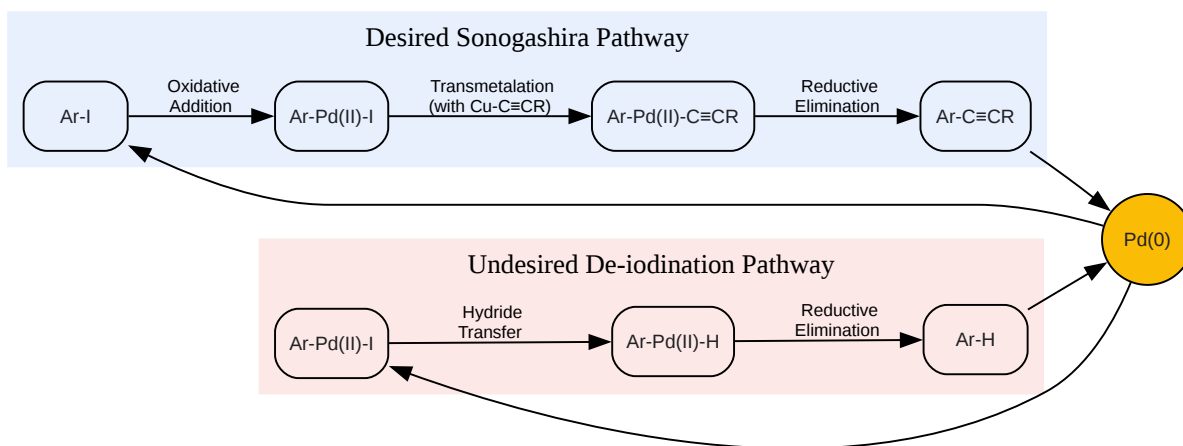 Desired Sonogashira Pathway
Oxidative
Addition
Transmetalation
(with Cu-C≡CR)
Reductive
Elimination
Ar-I
Ar-Pd(II)-I
Ar-Pd(II)-C≡CR
Ar-C≡CR
Pd(0)
Undesired De-iodination Pathway
Hydride
Transfer
Reductive
Elimination
Ar-Pd(II)-I
Ar-Pd(II)-H
Ar-H